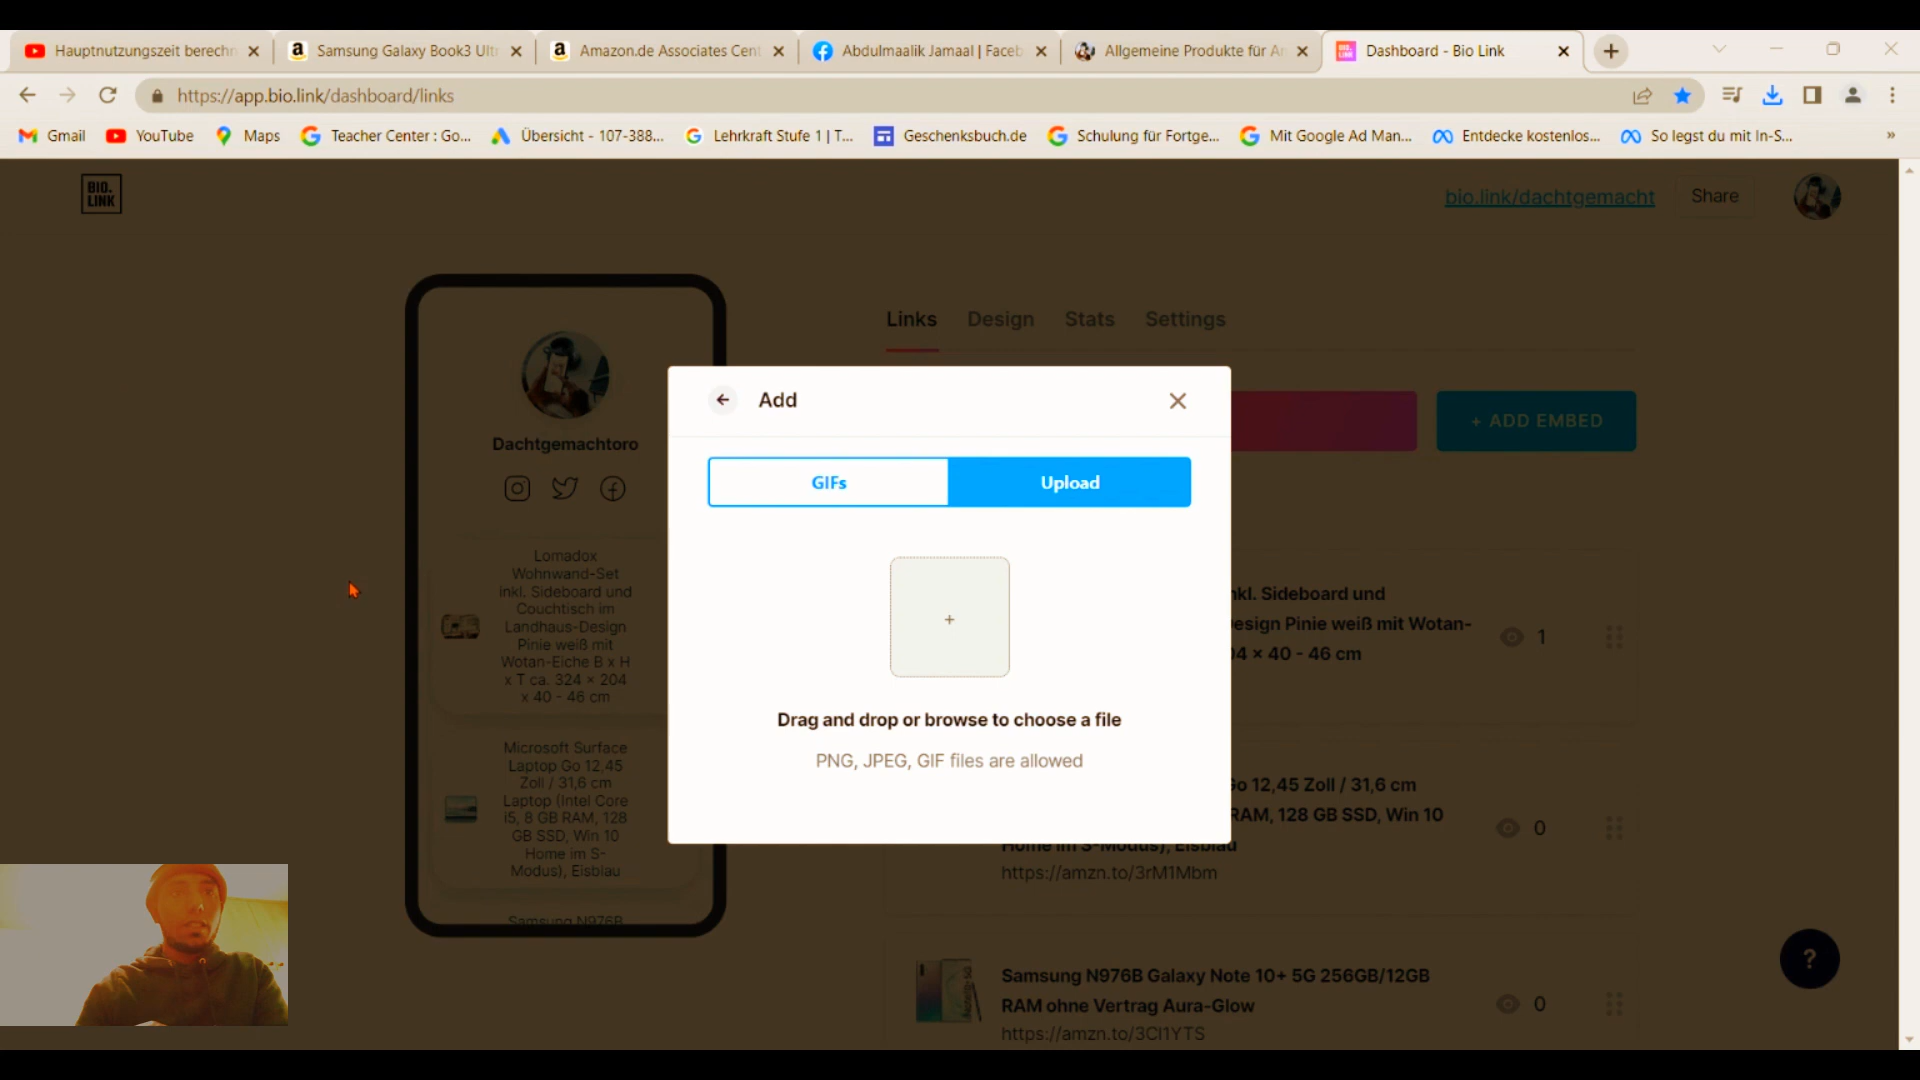 Hauptnutzungszeit berechn
Samsung Galaxy Book3 Ult
Amazon.de Associates Cent
Abdulmaalik Jamaal | Faceb
Allgemeine Produkte für An
Dashboard - Bio Link
https://app.bio.link/dashboard/links
Gmail
YouTube
Maps
Teacher Center : Go...
Übersicht - 107-388...
Lehrkraft Stufe 1 | T...
Geschenksbuch.de
Schulung für Fortge...
Mit Google Ad Man...
Entdecke kostenlos...
So legst du mit In-S...
»
BIO.
LINK
bio.link/dachtgemacht
Share
Links
Design
Stats
Settings
+ ADD EMBED
Dachtgemachtoro
Lomadox
Wohnwand-Set
inkl. Sideboard und
Couchtisch im
Landhaus-Design
Pinie weiß mit
Wotan-Eiche B x H
x T ca. 324 × 204
x 40 - 46 cm
Microsoft Surface
Laptop Go 12,45
Zoll / 31,6 cm
Laptop (Intel Core
i5, 8 GB RAM, 128
GB SSD, Win 10
Home im S-
Modus), Eisblau
Samsung N976B
Add
GIFs
Upload
+
Drag and drop or browse to choose a file
PNG, JPEG, GIF files are allowed
nkl. Sideboard und
esign Pinie weiß mit Wotan-
04 × 40 - 46 cm
1
Go 12,45 Zoll / 31,6 cm
RAM, 128 GB SSD, Win 10
Home im S-Modus), Eisblau
https://amzn.to/3rM1Mbm
0
Samsung N976B Galaxy Note 10+ 5G 256GB/12GB
RAM ohne Vertrag Aura-Glow
https://amzn.to/3CI1YTS
0
?